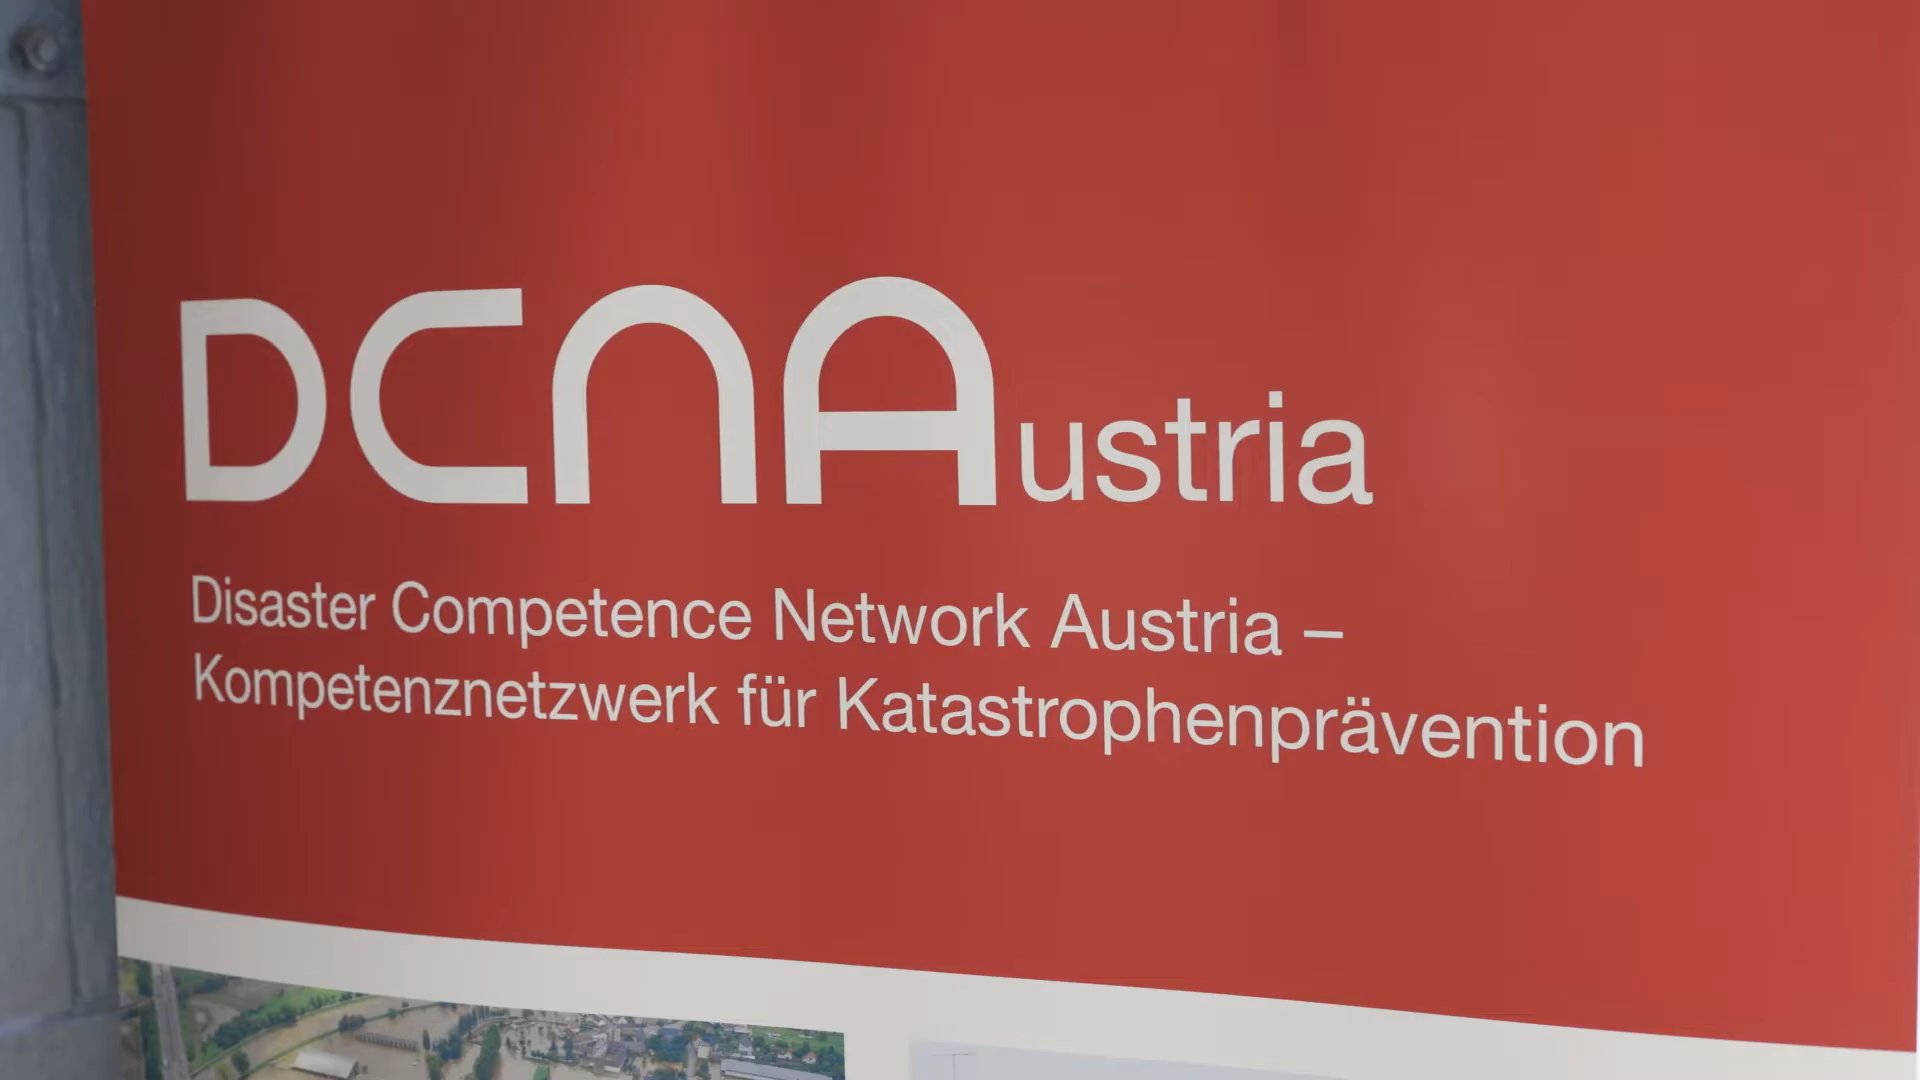 DCNAustria
Disaster Competence Network Austria –
Kompetenznetzwerk für Katastrophenprävention